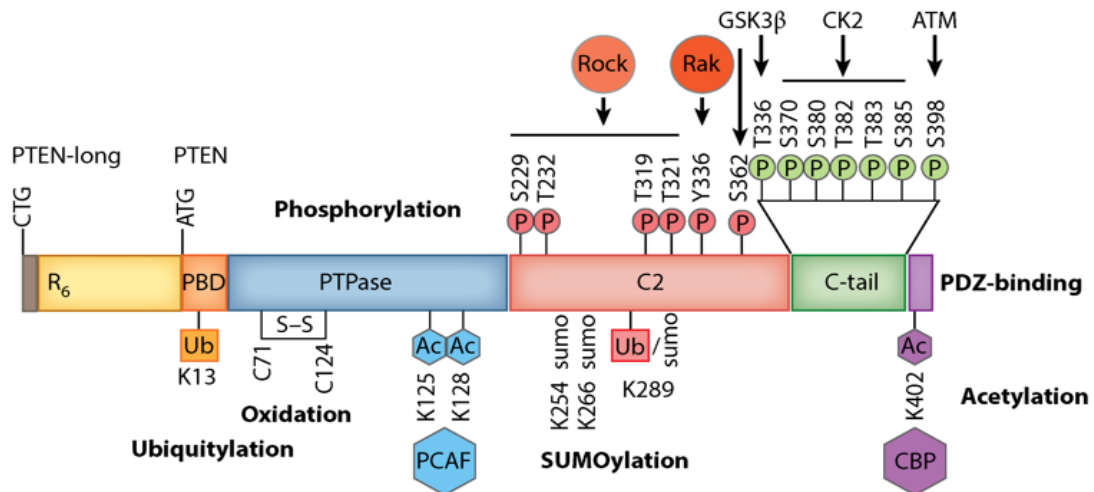 GSK3β CK2 ATM
Rock Rak
T336 S370 S380 T382 T383 S385 S398
P P P P P P P
PTEN-long PTEN
CTG ATG
Phosphorylation
S229 T232 T319 T321 Y336 S362
P P P P P P
R6 PBD PTPase C2 C-tail PDZ-binding
S–S
Ub Ac Ac sumo sumo Ub / sumo Ac
K13 C71 C124 K125 K128 K254 K266 K289 K402
Oxidation Acetylation
Ubiquitylation PCAF SUMOylation CBP